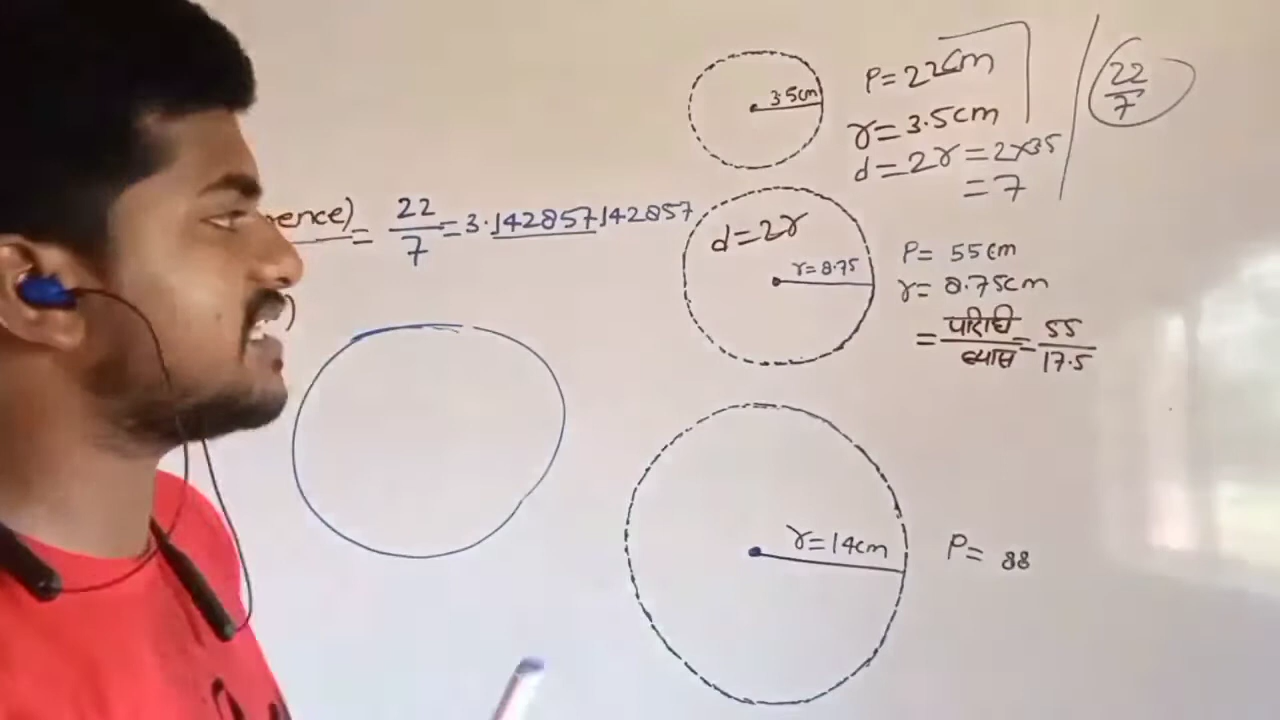 ence) = 22/7 = 3.142857142857
3.5cm
P = 22cm
r = 3.5cm
d = 2r = 2×3.5
= 7
22/7
d = 2r
r = 8.75
P = 55cm
r = 8.75cm
= परिधि/व्यास = 55/17.5
r = 14cm
P = 88